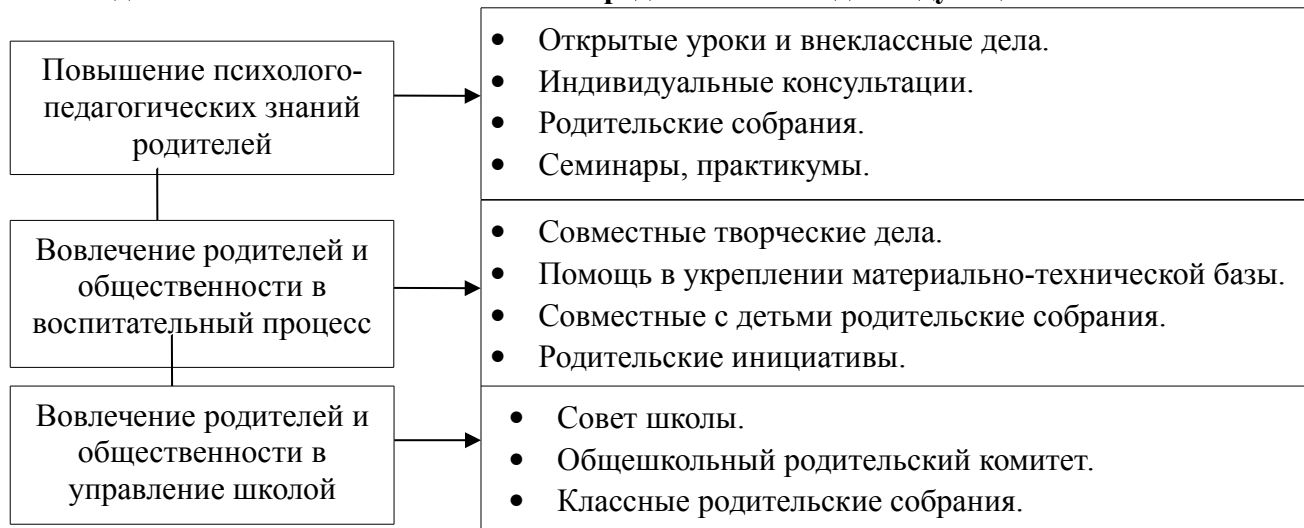 Повышение психолого-
педагогических знаний
родителей
• Открытые уроки и внеклассные дела.
• Индивидуальные консультации.
• Родительские собрания.
• Семинары, практикумы.
Вовлечение родителей и
общественности в
воспитательный процесс
• Совместные творческие дела.
• Помощь в укреплении материально-технической базы.
• Совместные с детьми родительские собрания.
• Родительские инициативы.
Вовлечение родителей и
общественности в
управление школой
• Совет школы.
• Общешкольный родительский комитет.
• Классные родительские собрания.